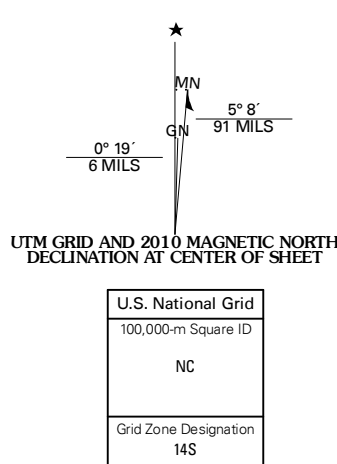 MN
GN
5° 8´
91 MILS
0° 19´
6 MILS
UTM GRID AND 2010 MAGNETIC NORTH
DECLINATION AT CENTER OF SHEET
U.S. National Grid
100,000-m Square ID
NC
Grid Zone Designation
14S